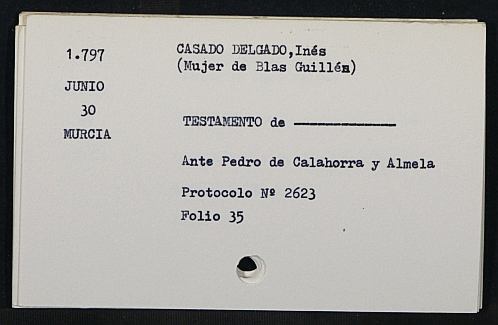 1.797
JUNIO
30
MURCIA
CASADO DELGADO,Inés
(Mujer de Blas Guillén)
TESTAMENTO de ———————
Ante Pedro de Calahorra y Almela
Protocolo Nº 2623
Folio 35